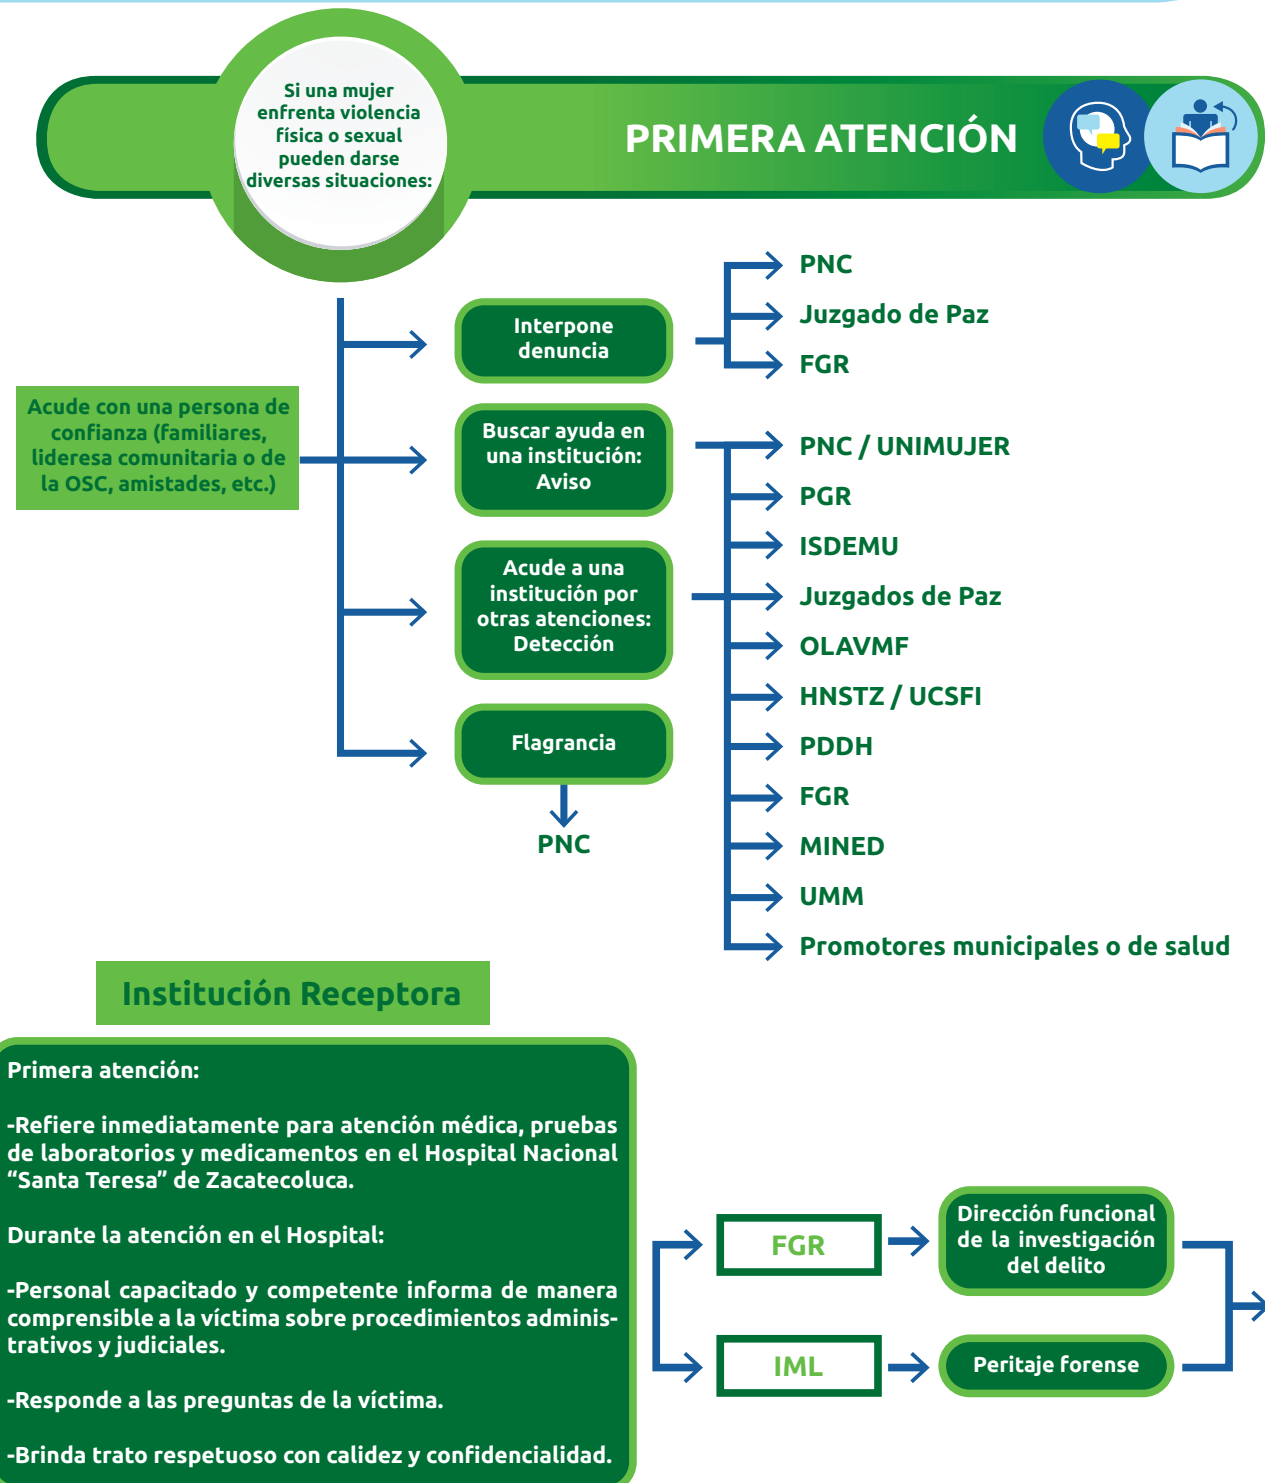 Si una mujer
enfrenta violencia
física o sexual
pueden darse
diversas situaciones:
PRIMERA ATENCIÓN
Acude con una persona de
confianza (familiares,
lideresa comunitaria o de
la OSC, amistades, etc.)
Interpone
denuncia
PNC
Juzgado de Paz
FGR
Buscar ayuda en
una institución:
Aviso
Acude a una
institución por
otras atenciones:
Detección
PNC / UNIMUJER
PGR
ISDEMU
Juzgados de Paz
OLAVMF
HNSTZ / UCSFI
PDDH
FGR
MINED
UMM
Promotores municipales o de salud
Flagrancia
PNC
Institución Receptora
Primera atención:
-Refiere inmediatamente para atención médica, pruebas
de laboratorios y medicamentos en el Hospital Nacional
“Santa Teresa” de Zacatecoluca.
Durante la atención en el Hospital:
-Personal capacitado y competente informa de manera
comprensible a la víctima sobre procedimientos adminis-
trativos y judiciales.
-Responde a las preguntas de la víctima.
-Brinda trato respetuoso con calidez y confidencialidad.
FGR
Dirección funcional
de la investigación
del delito
IML
Peritaje forense